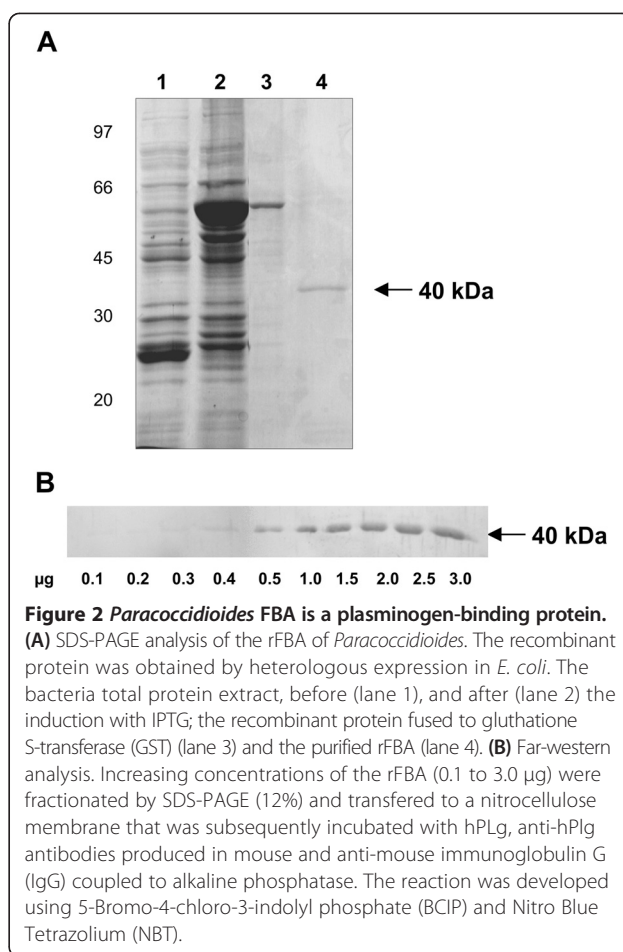 A
1 2 3 4
97
66
45
40 kDa
30
20
B
40 kDa
µg 0.1 0.2 0.3 0.4 0.5 1.0 1.5 2.0 2.5 3.0
Figure 2 Paracoccidioides FBA is a plasminogen-binding protein.
(A) SDS-PAGE analysis of the rFBA of Paracoccidioides. The recombinant
protein was obtained by heterologous expression in E. coli. The
bacteria total protein extract, before (lane 1), and after (lane 2) the
induction with IPTG; the recombinant protein fused to gluthatione
S-transferase (GST) (lane 3) and the purified rFBA (lane 4). (B) Far-western
analysis. Increasing concentrations of the rFBA (0.1 to 3.0 µg) were
fractionated by SDS-PAGE (12%) and transfered to a nitrocellulose
membrane that was subsequently incubated with hPLg, anti-hPlg
antibodies produced in mouse and anti-mouse immunoglobulin G
(IgG) coupled to alkaline phosphatase. The reaction was developed
using 5-Bromo-4-chloro-3-indolyl phosphate (BCIP) and Nitro Blue
Tetrazolium (NBT).